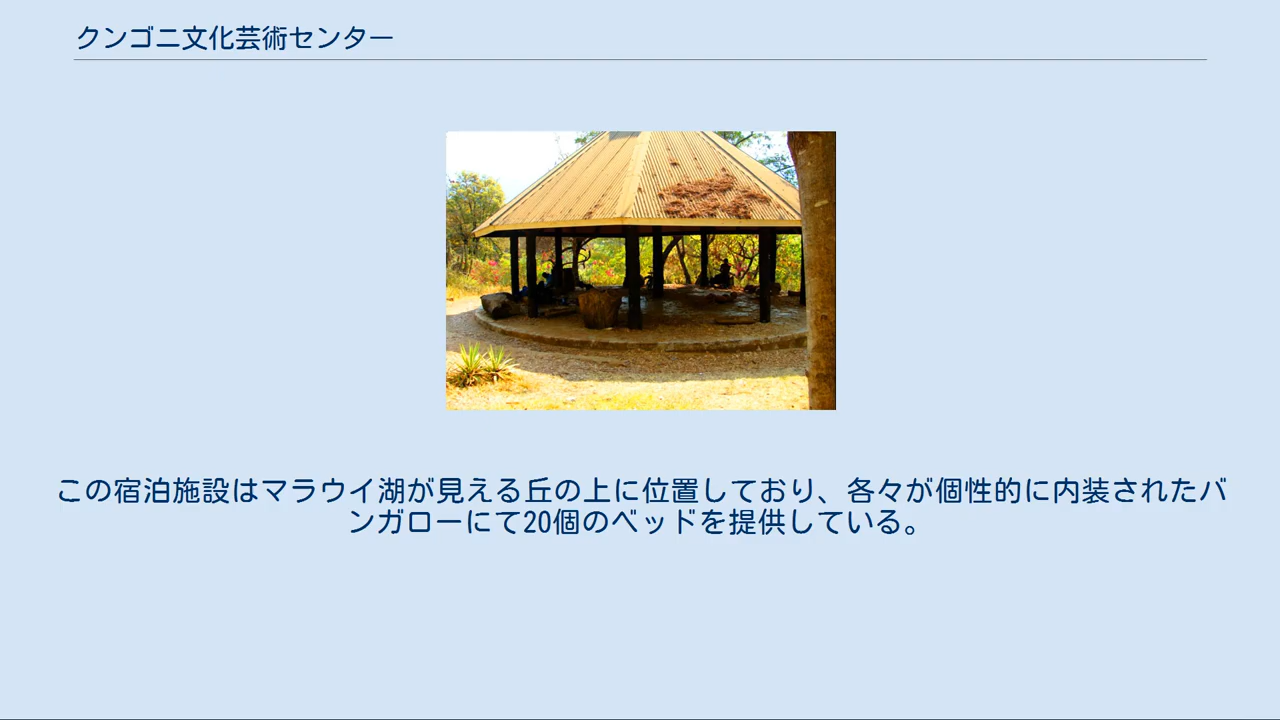 クンゴニ文化芸術センター
この宿泊施設はマラウイ湖が見える丘の上に位置しており、各々が個性的に内装されたバ
ンガローにて20個のベッドを提供している。